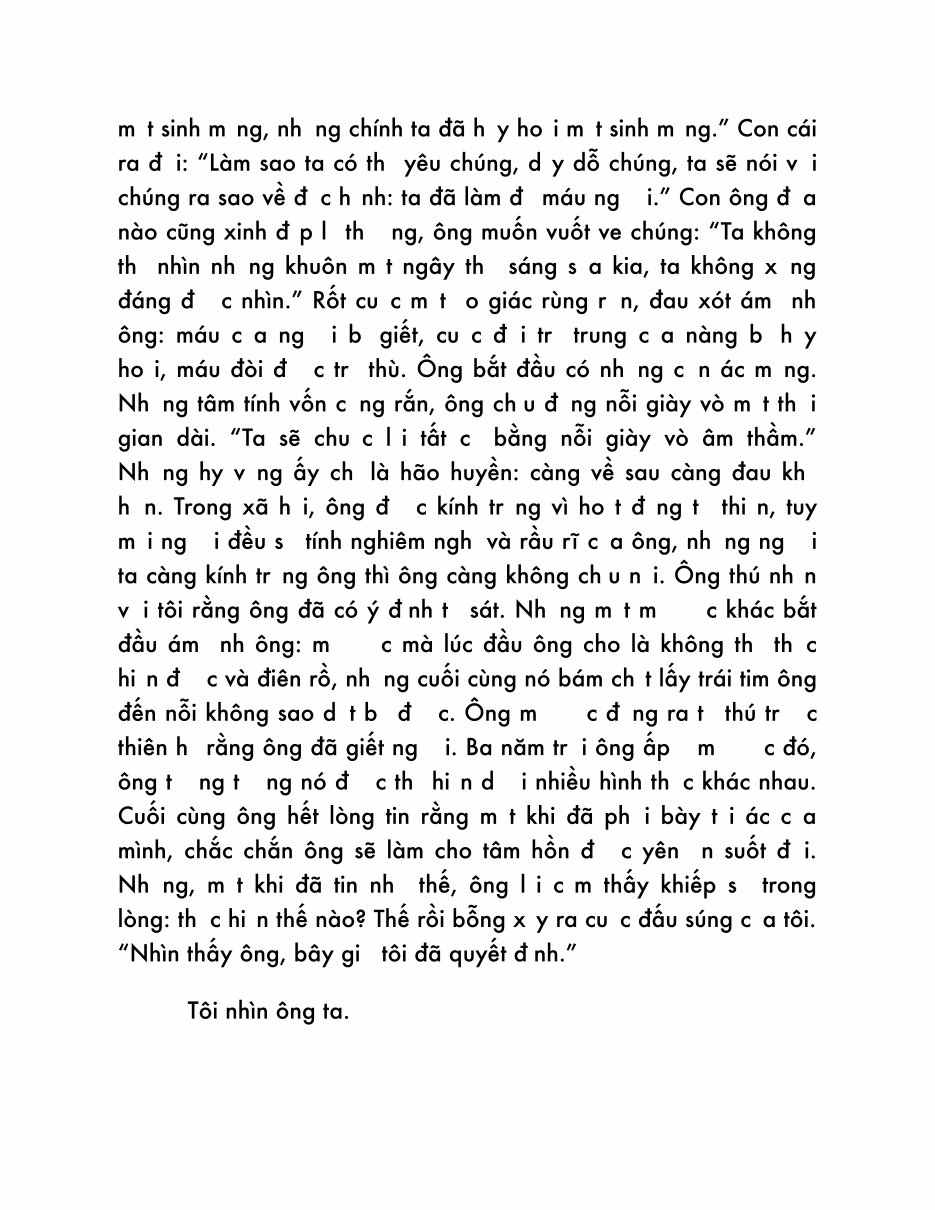 m t sinh m ng, nh ng chính ta đã h y ho i m t sinh m ng.” Con cái
ra đ i: “Làm sao ta có th yêu chúng, d y dỗ chúng, ta sẽ nói v i
chúng ra sao về đ c h nh: ta đã làm đ máu ng i.” Con ông đ a
nào cũng xinh đ p l th ng, ông muốn vuốt ve chúng: “Ta không
th nhìn nh ng khuôn m t ngây th sáng s a kia, ta không x ng
đáng đ c nhìn.” Rốt cu c m t o giác rùng r n, đau xót ám nh
ông: máu c a ng i b giết, cu c đ i tr trung c a nàng b h y
ho i, máu đòi đ c tr thù. Ông bắt đầu có nh ng c n ác m ng.
Nh ng tâm tính vốn c ng rắn, ông ch u đ ng nỗi giày vò m t th i
gian dài. “Ta sẽ chu c l i tất c bằng nỗi giày vò âm thầm.”
Nh ng hy v ng ấy ch là hão huyền: càng về sau càng đau kh
h n. Trong xã h i, ông đ c kính tr ng vì ho t đ ng t thi n, tuy
m i ng i đều s tính nghiêm ngh và rầu rĩ c a ông, nh ng ng i
ta càng kính tr ng ông thì ông càng không ch u n i. Ông thú nh n
v i tôi rằng ông đã có ý đ nh t sát. Nh ng m t m c khác bắt
đầu ám nh ông: m c mà lúc đầu ông cho là không th th c
hi n đ c và điên rồ, nh ng cuối cùng nó bám ch t lấy trái tim ông
đến nỗi không sao d t b đ c. Ông m c đ ng ra t thú tr c
thiên h rằng ông đã giết ng i. Ba năm tr i ông ấp m c đó,
ông t ng t ng nó đ c th hi n d i nhiều hình th c khác nhau.
Cuối cùng ông hết lòng tin rằng m t khi đã ph i bày t i ác c a
mình, chắc chắn ông sẽ làm cho tâm hồn đ c yên n suốt đ i.
Nh ng, m t khi đã tin nh thế, ông l i c m thấy khiếp s trong
lòng: th c hi n thế nào? Thế rồi bỗng x y ra cu c đấu súng c a tôi.
“Nhìn thấy ông, bây gi tôi đã quyết đ nh.”
Tôi nhìn ông ta.